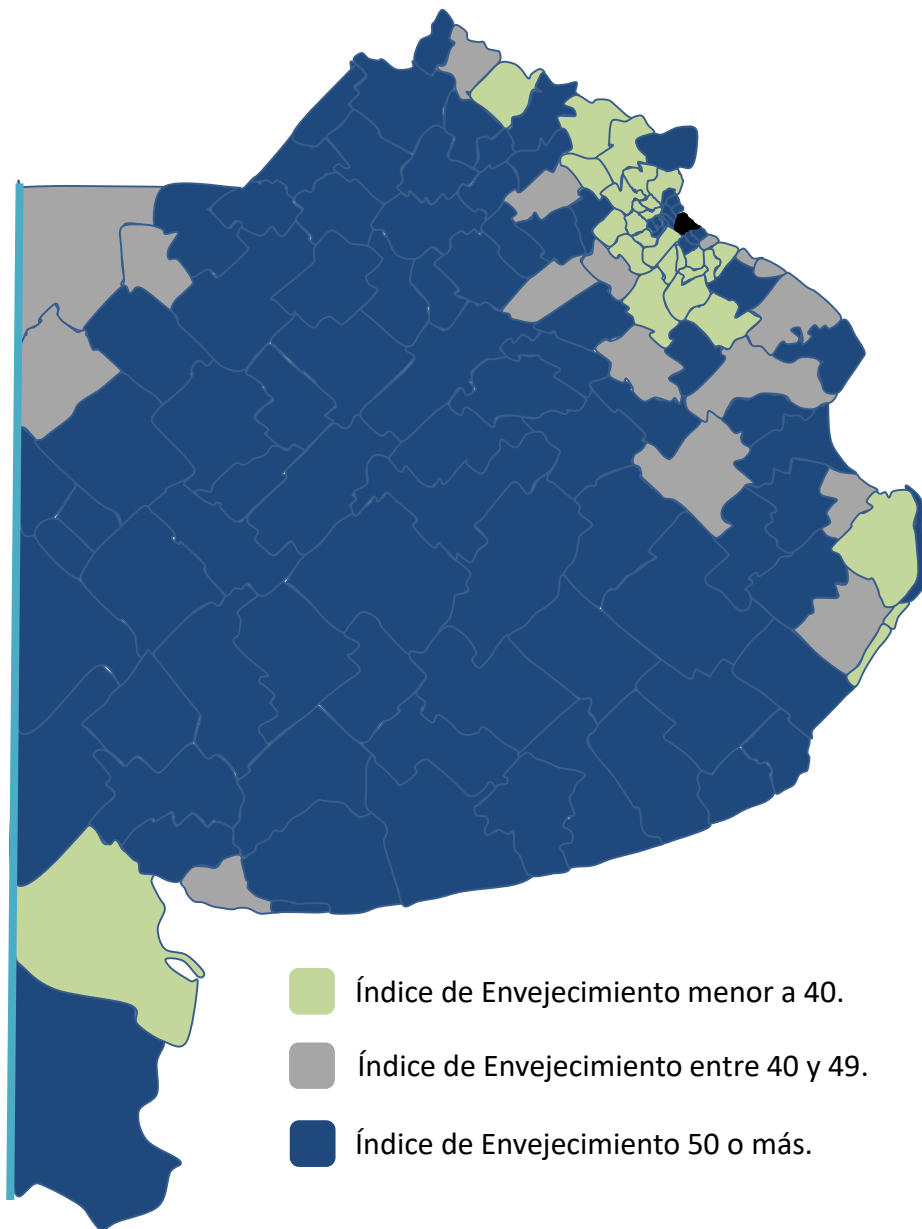 Índice de Envejecimiento menor a 40.
Índice de Envejecimiento entre 40 y 49.
Índice de Envejecimiento 50 o más.